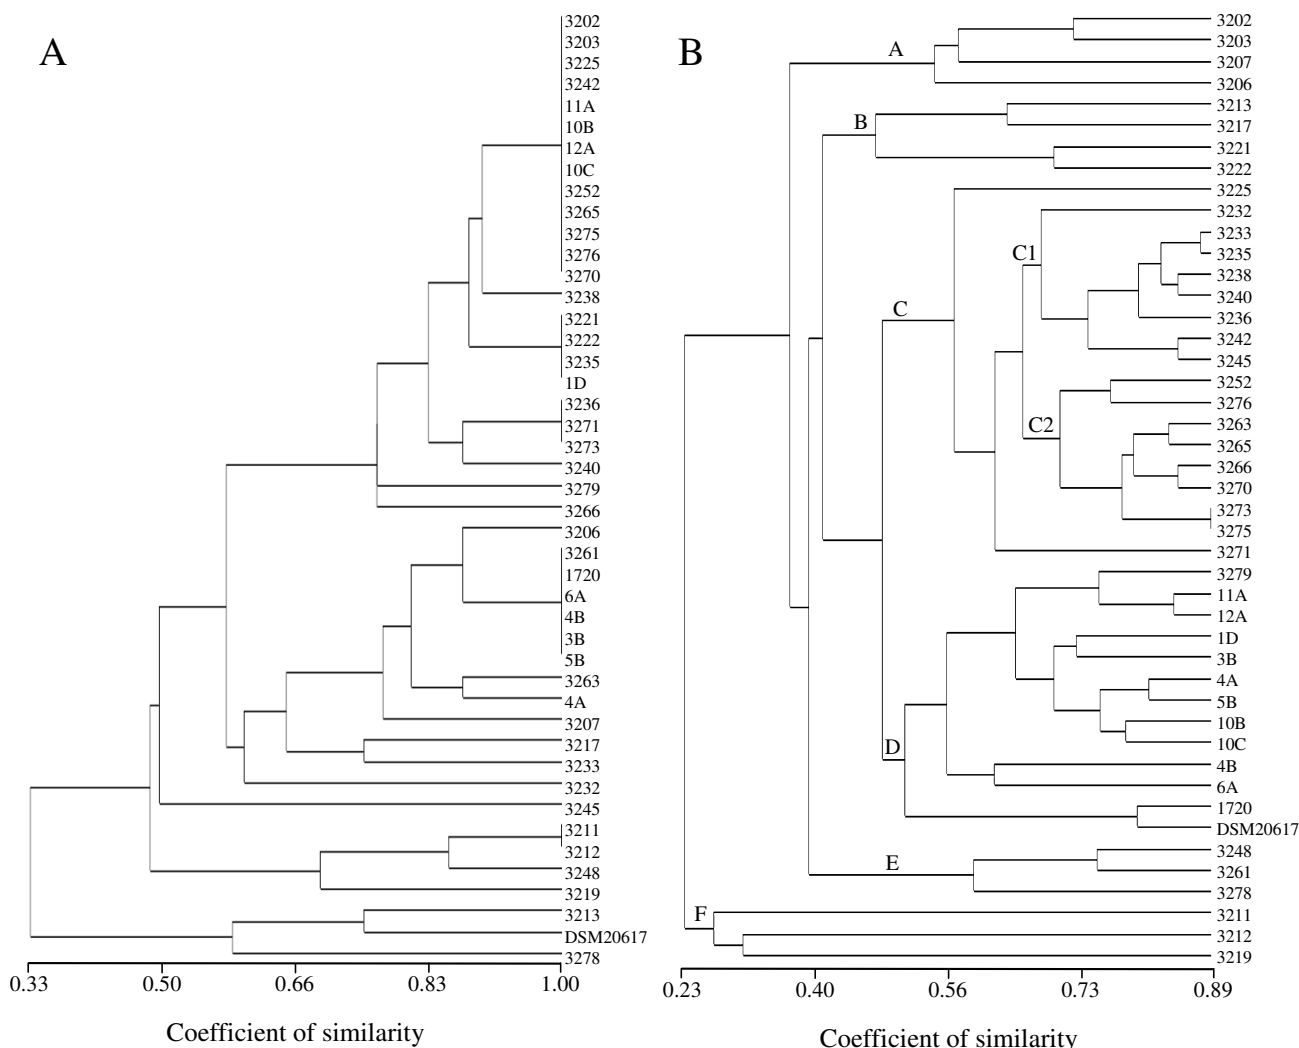 A
3202
3203
3225
3242
11A
10B
12A
10C
3252
3265
3275
3276
3270
3238
3221
3222
3235
1D
3236
3271
3273
3240
3279
3266
3206
3261
1720
6A
4B
3B
5B
3263
4A
3207
3217
3233
3232
3245
3211
3212
3248
3219
3213
DSM20617
3278
0.33 0.50 0.66 0.83 1.00
Coefficient of similarity
B
A
B
C
C1
C2
D
E
F
3202
3203
3207
3206
3213
3217
3221
3222
3225
3232
3233
3235
3238
3240
3236
3242
3245
3252
3276
3263
3265
3266
3270
3273
3275
3271
3279
11A
12A
1D
3B
4A
5B
10B
10C
4B
6A
1720
DSM20617
3248
3261
3278
3211
3212
3219
0.23 0.40 0.56 0.73 0.89
Coefficient of similarity